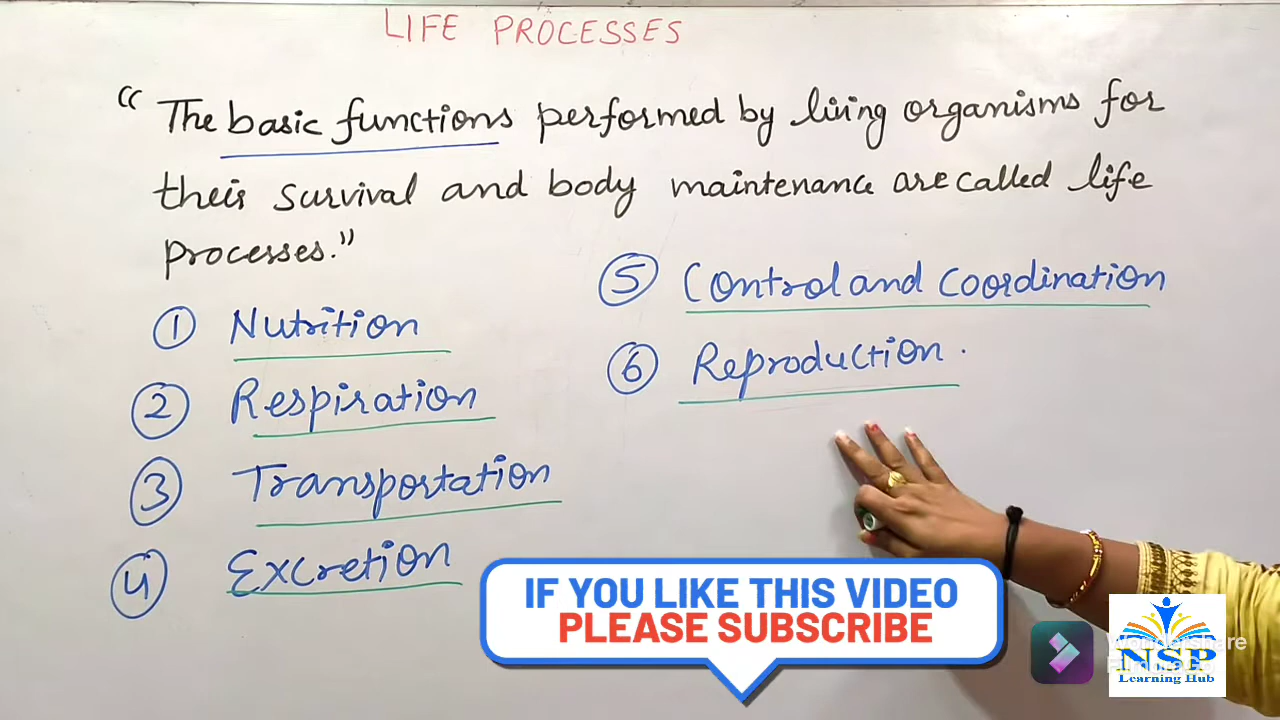 LIFE PROCESSES
“The basic functions performed by living organisms for
their survival and body maintenance are called life
processes.”
① Nutrition
② Respiration
③ Transportation
④ Excretion
⑤ Control and Coordination
⑥ Reproduction.
IF YOU LIKE THIS VIDEO
PLEASE SUBSCRIBE
Wondershare
FilmoraGo
NSP
Learning Hub